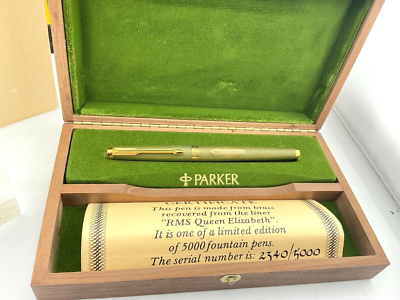 PARKER
CERTIFICATE
This pen is made from brass
recovered from the liner
"RMS Queen Elizabeth".
It is one of a limited edition
of 5000 fountain pens.
The serial number is: 2340/5000